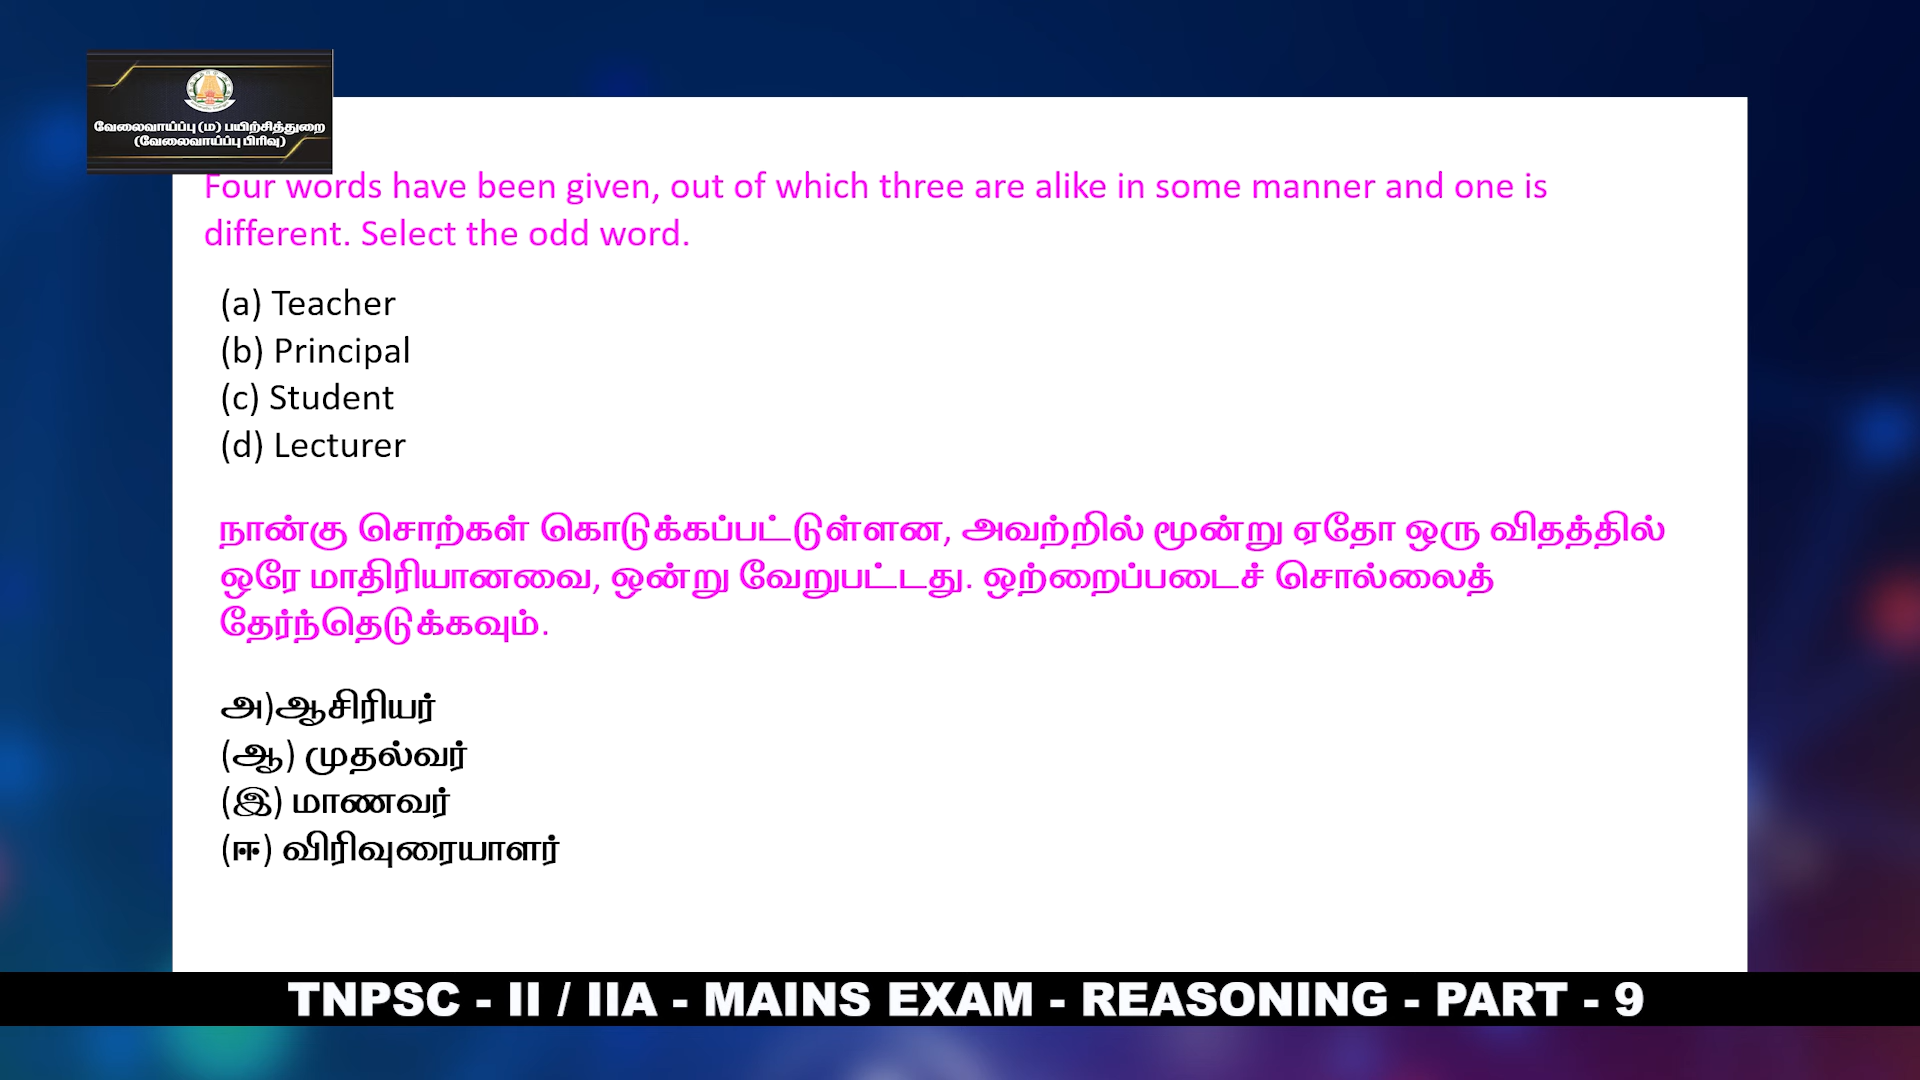 வேலைவாய்ப்பு (ம) பயிற்சித்துறை
(வேலைவாய்ப்பு பிரிவு)
Four words have been given, out of which three are alike in some manner and one is
different. Select the odd word.
(a) Teacher
(b) Principal
(c) Student
(d) Lecturer
நான்கு சொற்கள் கொடுக்கப்பட்டுள்ளன, அவற்றில் மூன்று ஏதோ ஒரு விதத்தில்
ஒரே மாதிரியானவை, ஒன்று வேறுபட்டது. ஒற்றைப்படைச் சொல்லைத்
தேர்ந்தெடுக்கவும்.
அ)ஆசிரியர்
(ஆ) முதல்வர்
(இ) மாணவர்
(ஈ) விரிவுரையாளர்
TNPSC - II / IIA - MAINS EXAM - REASONING - PART - 9